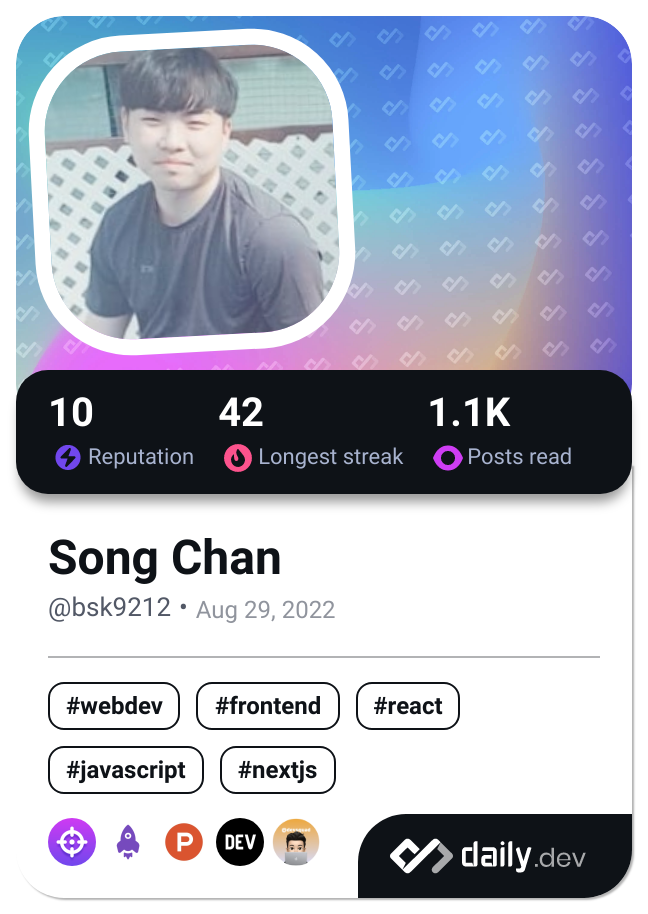 10 42 1.1K
Reputation Longest streak Posts read
Song Chan
@bsk9212 • Aug 29, 2022
#webdev #frontend #react
#javascript #nextjs
P DEV
daily.dev